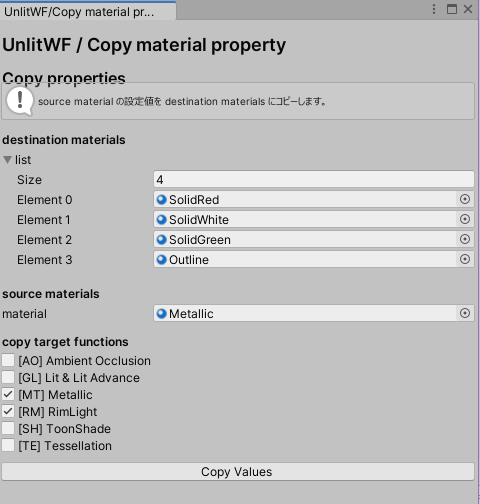 UnlitWF/Copy material pr...
UnlitWF / Copy material property
Copy properties
source material の設定値を destination materials にコピーします。
destination materials
list
Size 4
Element 0 SolidRed
Element 1 SolidWhite
Element 2 SolidGreen
Element 3 Outline
source materials
material Metallic
copy target functions
[AO] Ambient Occlusion
[GL] Lit & Lit Advance
[MT] Metallic
[RM] RimLight
[SH] ToonShade
[TE] Tessellation
Copy Values